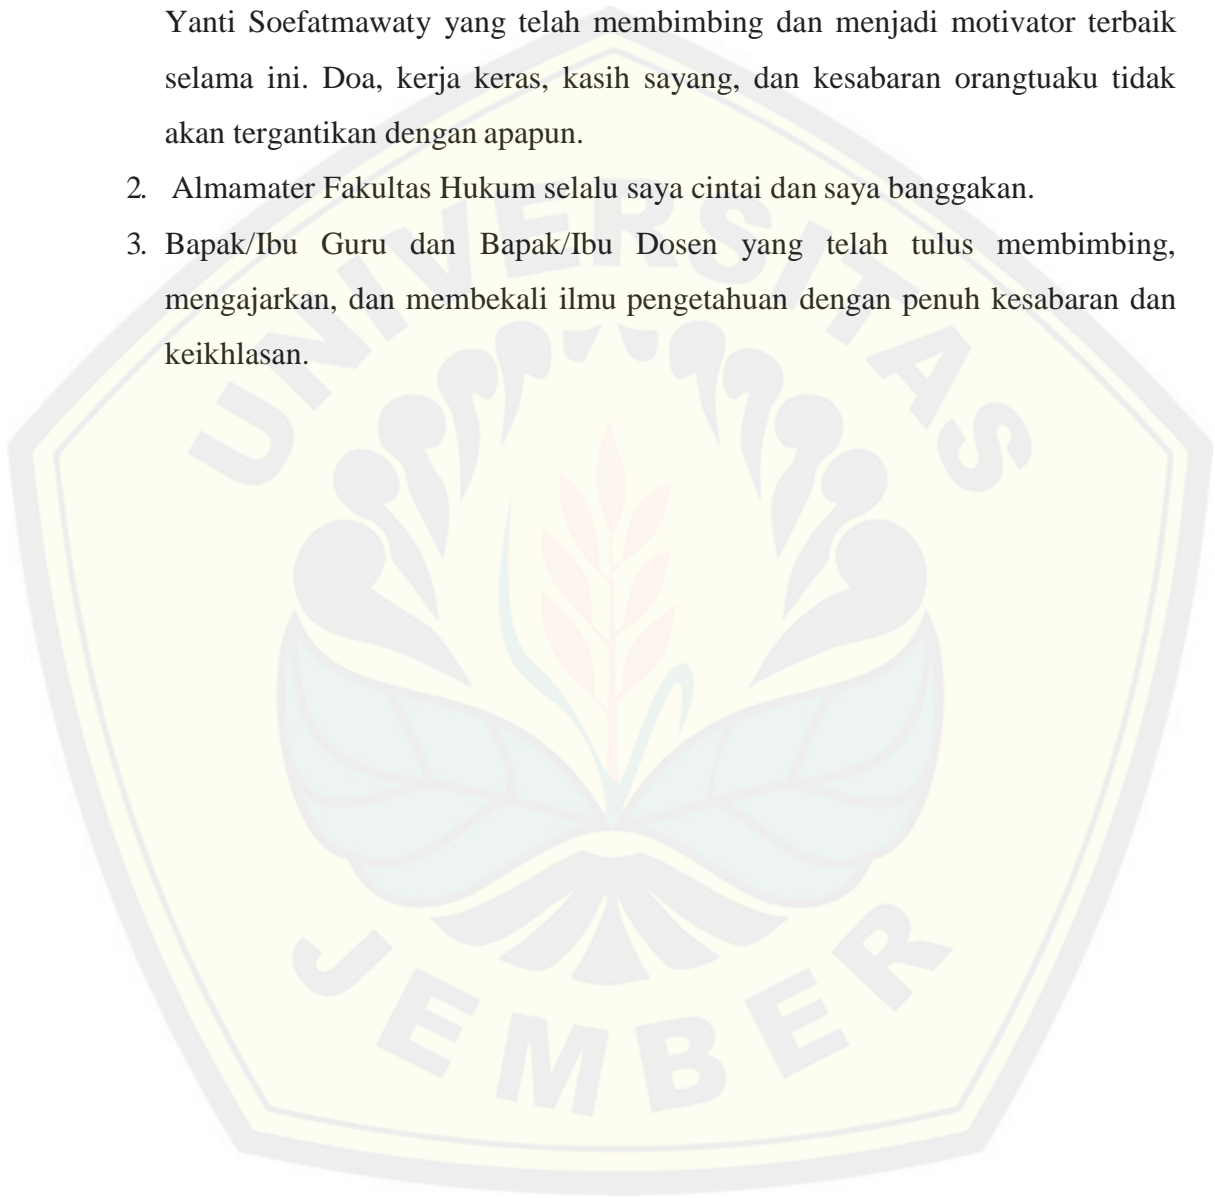 Yanti Soefatmawaty yang telah membimbing dan menjadi motivator terbaik
selama ini. Doa, kerja keras, kasih sayang, dan kesabaran orangtuaku tidak
akan tergantikan dengan apapun.
2. Almamater Fakultas Hukum selalu saya cintai dan saya banggakan.
3. Bapak/Ibu Guru dan Bapak/Ibu Dosen yang telah tulus membimbing,
mengajarkan, dan membekali ilmu pengetahuan dengan penuh kesabaran dan
keikhlasan.
UNIVERSITAS
JEMBER